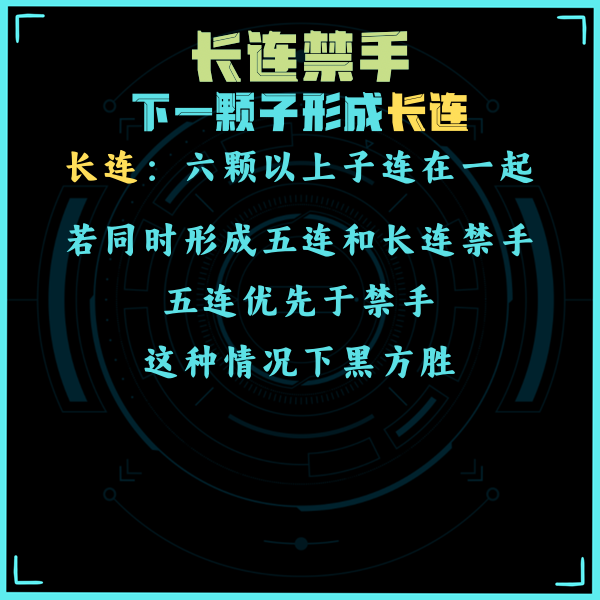 长连禁手
下一颗子形成长连
长连：六颗以上子连在一起
若同时形成五连和长连禁手
五连优先于禁手
这种情况下黑方胜